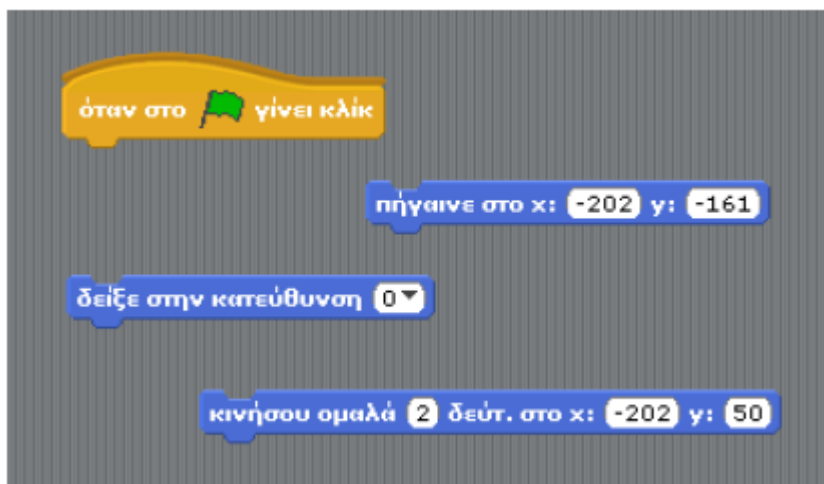 όταν στο γίνει κλίκ
πήγαινε στο x: -202 y: -161
δείξε στην κατεύθυνση 0
κινήσου ομαλά 2 δεύτ. στο x: -202 y: 50